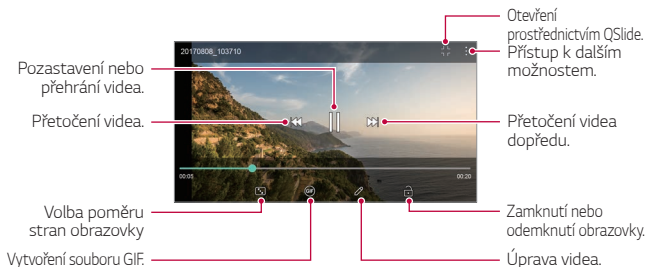 Otevření
prostřednictvím QSlide.
Přístup k dalším
možnostem.
20170808_103710
Pozastavení nebo
přehrání videa.
Přetočení videa.
Přetočení videa
dopředu.
00:05
00:20
GIF
Volba poměru
stran obrazovky
Zamknutí nebo
odemknutí obrazovky.
Vytvoření souboru GIF.
Úprava videa.